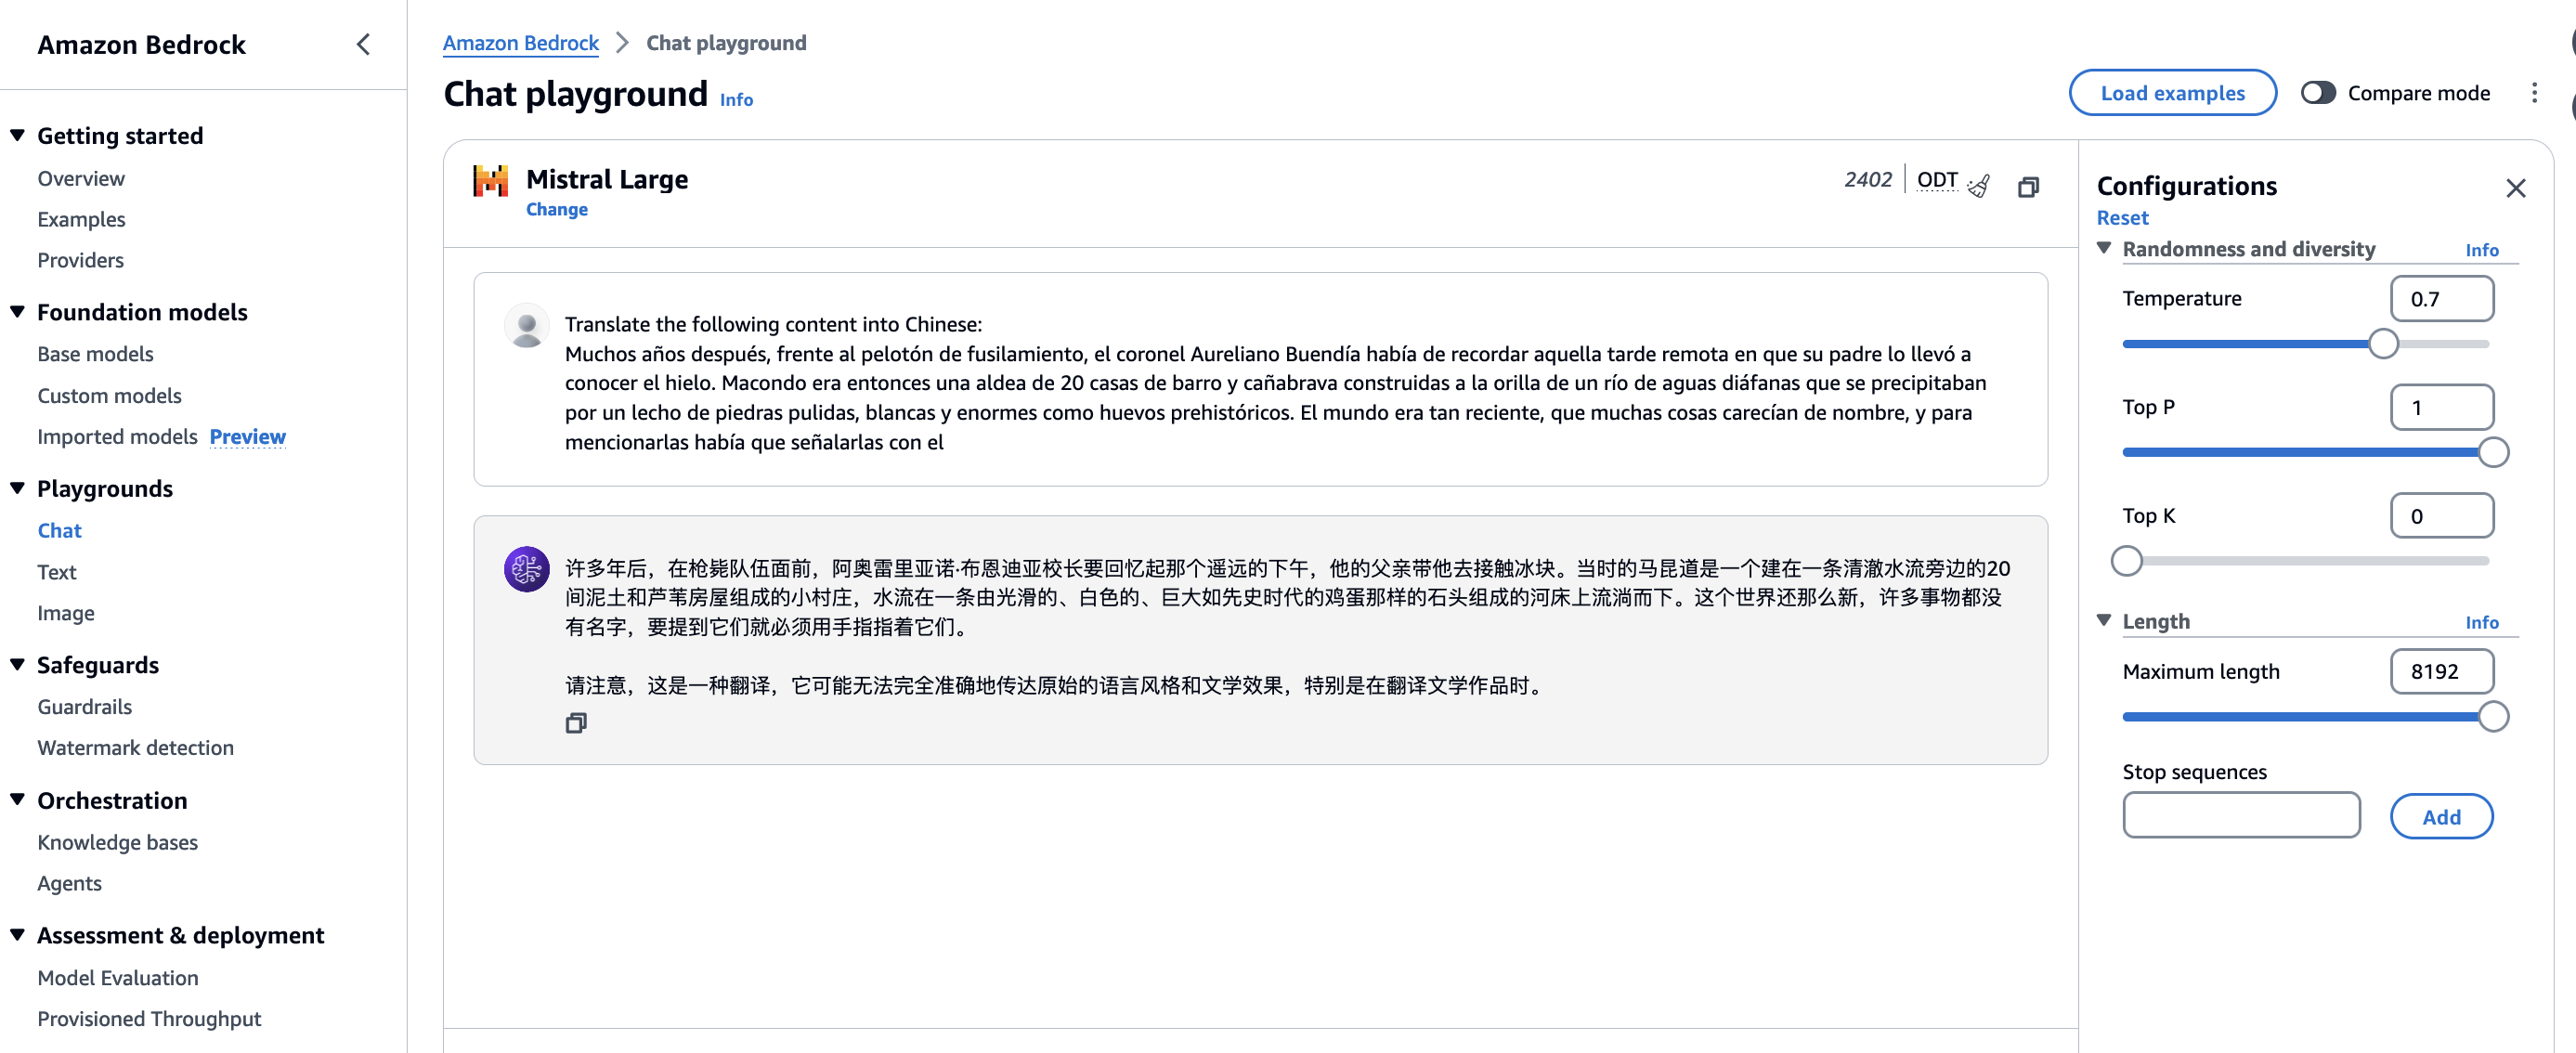 Amazon Bedrock
Getting started
Overview
Examples
Providers
Foundation models
Base models
Custom models
Imported models Preview
Playgrounds
Chat
Text
Image
Safeguards
Guardrails
Watermark detection
Orchestration
Knowledge bases
Agents
Assessment & deployment
Model Evaluation
Provisioned Throughput
Amazon Bedrock > Chat playground
Chat playground Info
Load examples
Compare mode
Mistral Large
Change
2402 | ODT
Translate the following content into Chinese:
Muchos años después, frente al pelotón de fusilamiento, el coronel Aureliano Buendía había de recordar aquella tarde remota en que su padre lo llevó a
conocer el hielo. Macondo era entonces una aldea de 20 casas de barro y cañabrava construidas a la orilla de un río de aguas diáfanas que se precipitaban
por un lecho de piedras pulidas, blancas y enormes como huevos prehistóricos. El mundo era tan reciente, que muchas cosas carecían de nombre, y para
mencionarlas había que señalarlas con el
许多年后，在枪毙队伍面前，阿奥雷里亚诺·布恩迪亚校长要回忆起那个遥远的下午，他的父亲带他去接触冰块。当时的马昆道是一个建在一条清澈水流旁边的20
间泥土和芦苇房屋组成的小村庄，水流在一条由光滑的、白色的、巨大如先史时代的鸡蛋那样的石头组成的河床上流淌而下。这个世界还那么新，许多事物都没
有名字，要提到它们就必须用手指指着它们。
请注意，这是一种翻译，它可能无法完全准确地传达原始的语言风格和文学效果，特别是在翻译文学作品时。
Configurations
Reset
Randomness and diversity Info
Temperature 0.7
Top P 1
Top K 0
Length Info
Maximum length 8192
Stop sequences
Add